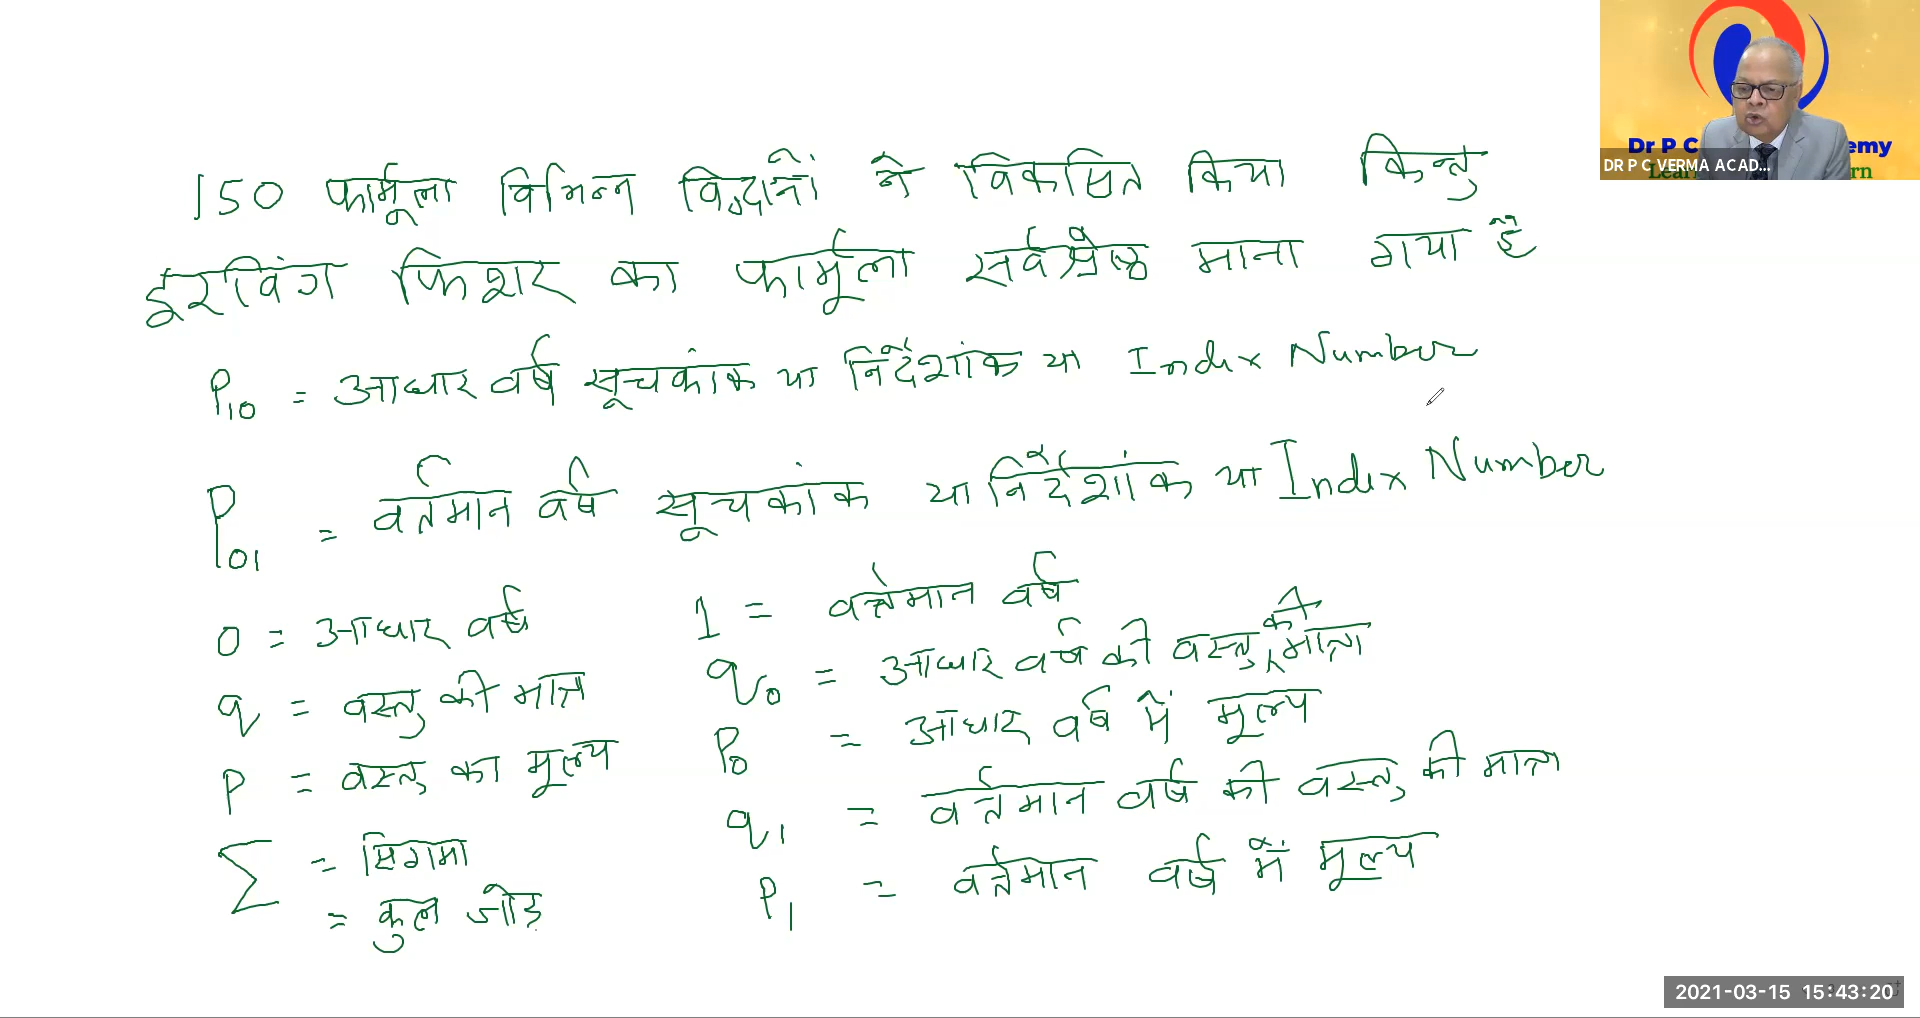 150 फार्मूला विभिन्न विद्वानों ने विकसित किया किन्तु
इरविंग फिशर का फार्मूला सर्वश्रेष्ठ माना गया है
P10 = आधार वर्ष सूचकांक या निर्देशांक या Index Number
P01 = वर्तमान वर्ष सूचकांक या निर्देशांक या Index Number
0 = आधार वर्ष 1 = वर्तमान वर्ष
q = वस्तु की मात्रा q0 = आधार वर्ष की वस्तु की मात्रा
P = वस्तु का मूल्य P0 = आधार वर्ष में मूल्य
Σ = सिगमा q1 = वर्तमान वर्ष की वस्तु की मात्रा
= कुल जोड़ P1 = वर्तमान वर्ष में मूल्य
Dr P C
DR P C VERMA ACAD...
2021-03-15 15:43:20